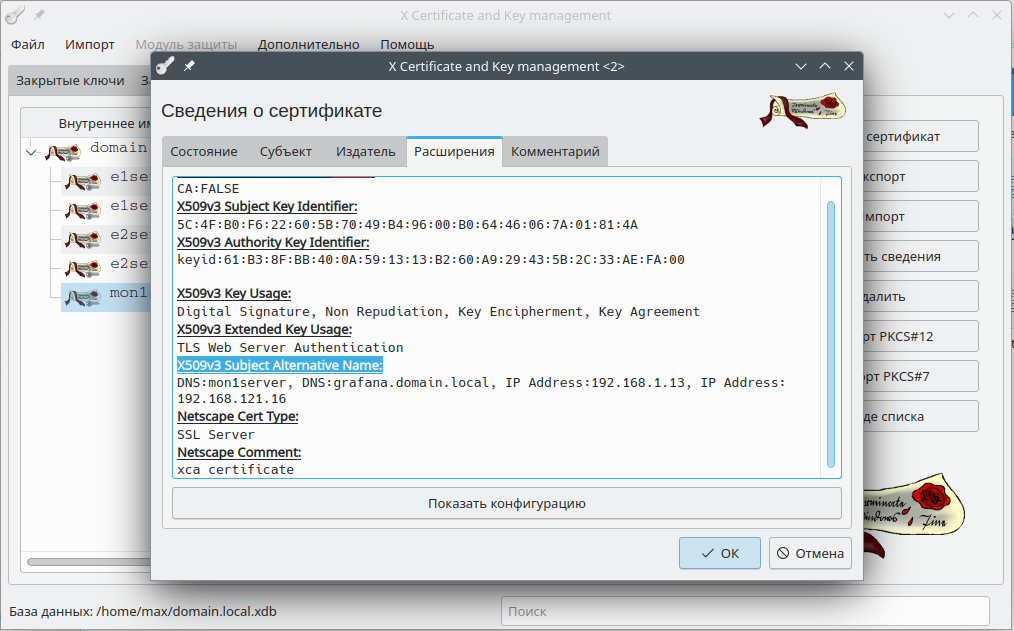 X Certificate and Key management
Файл Импорт Модуль защиты Дополнительно Помощь
Закрытые ключи
Внутреннее
domain
e1se
e1se
e2se
e2se
mon1
X Certificate and Key management <2>
Сведения о сертификате
Состояние Субъект Издатель Расширения Комментарий
CA:FALSE
X509v3 Subject Key Identifier:
5C:4F:B0:F6:22:60:5B:70:49:B4:96:00:B0:64:46:06:7A:01:81:4A
X509v3 Authority Key Identifier:
keyid:61:B3:8F:BB:40:0A:59:13:13:B2:60:A9:29:43:5B:2C:33:AE:FA:00
X509v3 Key Usage:
Digital Signature, Non Repudiation, Key Encipherment, Key Agreement
X509v3 Extended Key Usage:
TLS Web Server Authentication
X509v3 Subject Alternative Name:
DNS:mon1server, DNS:grafana.domain.local, IP Address:192.168.1.13, IP Address:
192.168.121.16
Netscape Cert Type:
SSL Server
Netscape Comment:
xca certificate
Показать конфигурацию
OK Отмена
сертификат
кспорт
мпорт
ть сведения
далить
рт PKCS#12
орт PKCS#7
де списка
База данных: /home/max/domain.local.xdb
Поиск